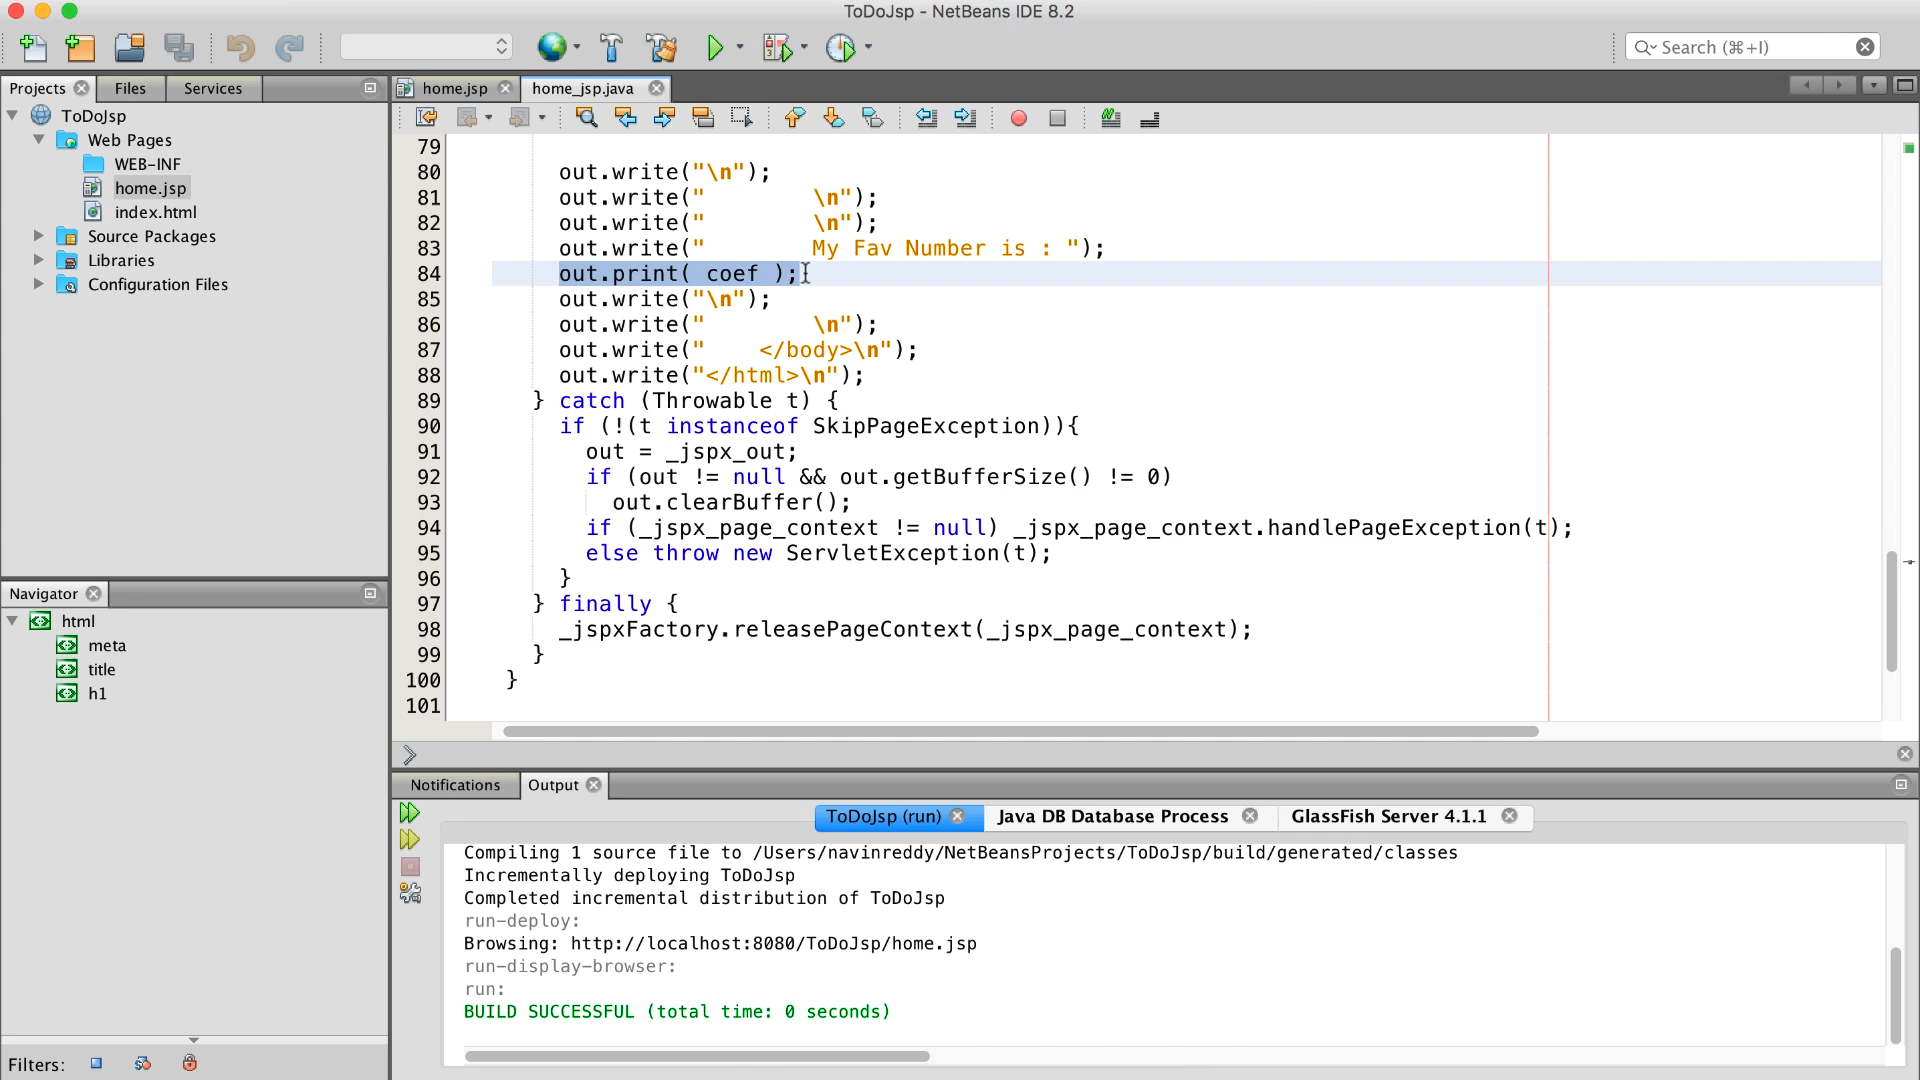 ToDoJsp - NetBeans IDE 8.2
Search (⌘+I)
Projects
Files
Services
home.jsp
home_jsp.java
ToDoJsp
Web Pages
WEB-INF
home.jsp
index.html
Source Packages
Libraries
Configuration Files
79
80 out.write("\n");
81 out.write("        \n");
82 out.write("        \n");
83 out.write("        My Fav Number is : ");
84 out.print( coef );
85 out.write("\n");
86 out.write("        \n");
87 out.write("    </body>\n");
88 out.write("</html>\n");
89 } catch (Throwable t) {
90 if (!(t instanceof SkipPageException)){
91 out = _jspx_out;
92 if (out != null && out.getBufferSize() != 0)
93 out.clearBuffer();
94 if (_jspx_page_context != null) _jspx_page_context.handlePageException(t);
95 else throw new ServletException(t);
96 }
97 } finally {
98 _jspxFactory.releasePageContext(_jspx_page_context);
99 }
100 }
101
Navigator
html
meta
title
h1
Filters:
Notifications
Output
ToDoJsp (run)
Java DB Database Process
GlassFish Server 4.1.1
Compiling 1 source file to /Users/navinreddy/NetBeansProjects/ToDoJsp/build/generated/classes
Incrementally deploying ToDoJsp
Completed incremental distribution of ToDoJsp
run-deploy:
Browsing: http://localhost:8080/ToDoJsp/home.jsp
run-display-browser:
run:
BUILD SUCCESSFUL (total time: 0 seconds)